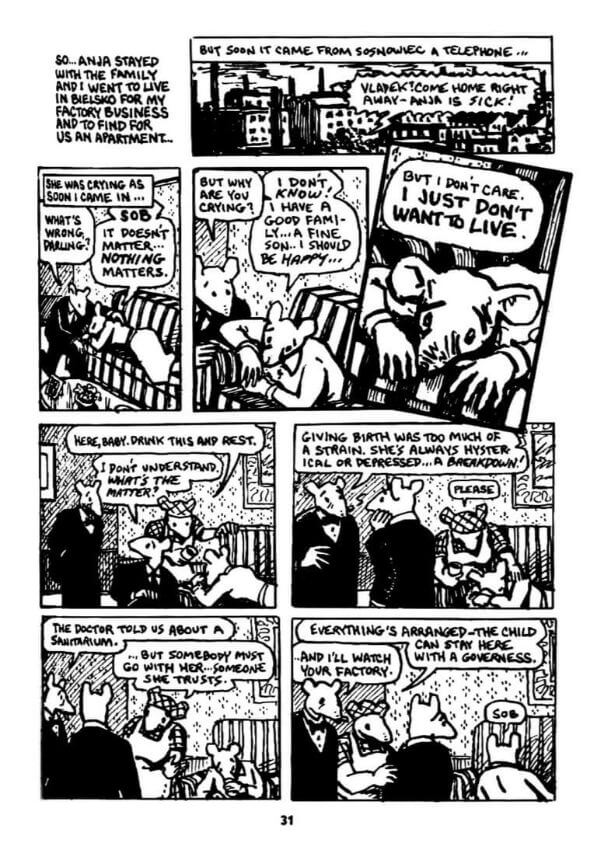 SO... ANJA STAYED
WITH THE FAMILY
AND I WENT TO LIVE
IN BIELSKO FOR MY
FACTORY BUSINESS
AND TO FIND FOR
US AN APARTMENT...
BUT SOON IT CAME FROM SOSNOWIEC A TELEPHONE...
VLADEK! COME HOME RIGHT
AWAY-ANJA IS SICK!
SHE WAS CRYING AS
SOON I CAME IN...
WHAT'S
WRONG,
DARLING?
SOB
IT DOESN'T
MATTER...
NOTHING
MATTERS.
BUT WHY
ARE YOU
CRYING?
I DON'T
KNOW!
I HAVE A
GOOD FAMI-
LY...A FINE
SON...I SHOULD
BE HAPPY...
BUT I DON'T CARE.
I JUST DON'T
WANT TO LIVE.
HERE, BABY. DRINK THIS AND REST.
I DON'T UNDERSTAND.
WHAT'S THE
MATTER?
GIVING BIRTH WAS TOO MUCH OF
A STRAIN. SHE'S ALWAYS HYSTER-
ICAL OR DEPRESSED...A BREAKDOWN!
PLEASE
THE DOCTOR TOLD US ABOUT A
SANITARIUM.
... BUT SOMEBODY MUST
GO WITH HER...SOMEONE
SHE TRUSTS.
EVERYTHING'S ARRANGED-THE CHILD
CAN STAY HERE
WITH A GOVERNESS.
..AND I'LL WATCH
YOUR FACTORY.
SOB
31